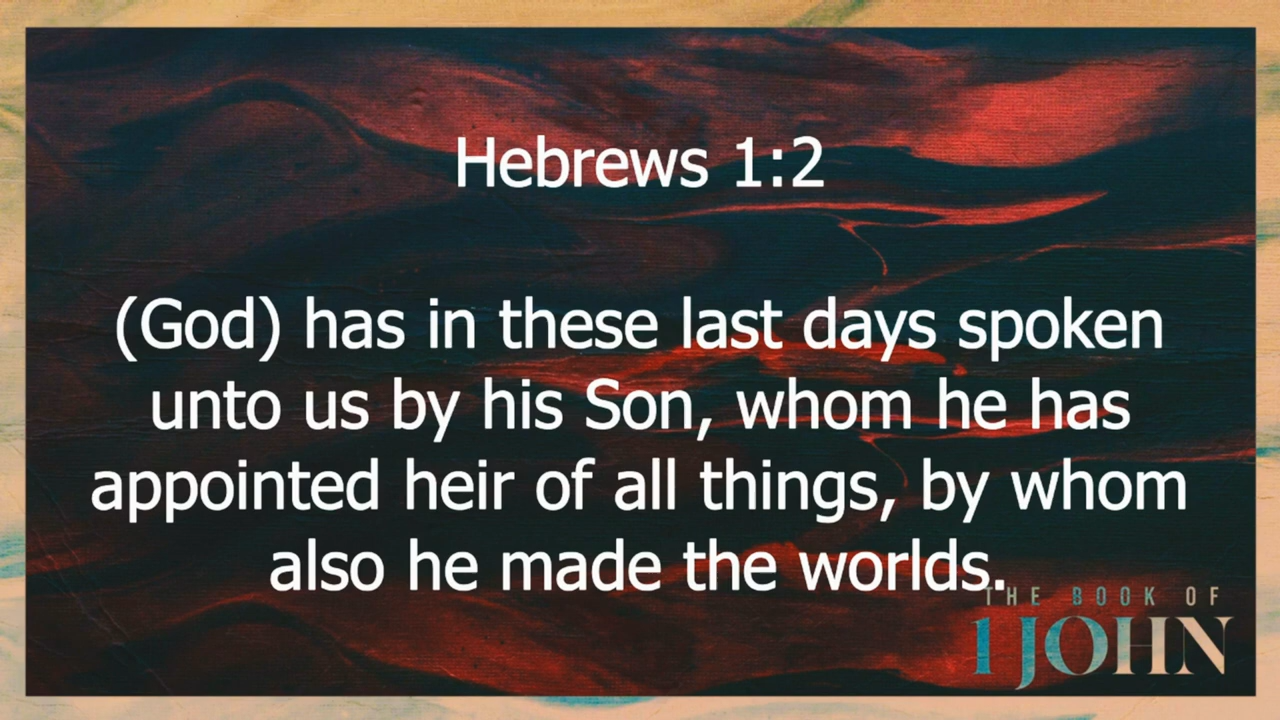 Hebrews 1:2
(God) has in these last days spoken
unto us by his Son, whom he has
appointed heir of all things, by whom
also he made the worlds.
THE BOOK OF
1 JOHN